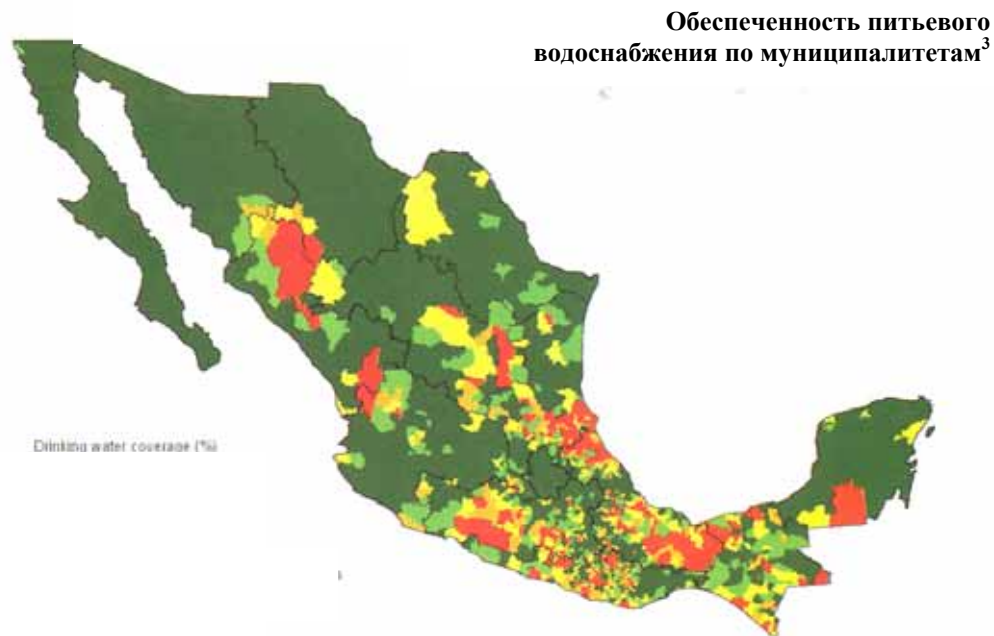 Обеспеченность питьевого
водоснабжения по муниципалитетам³
Drinking water coverage (%)